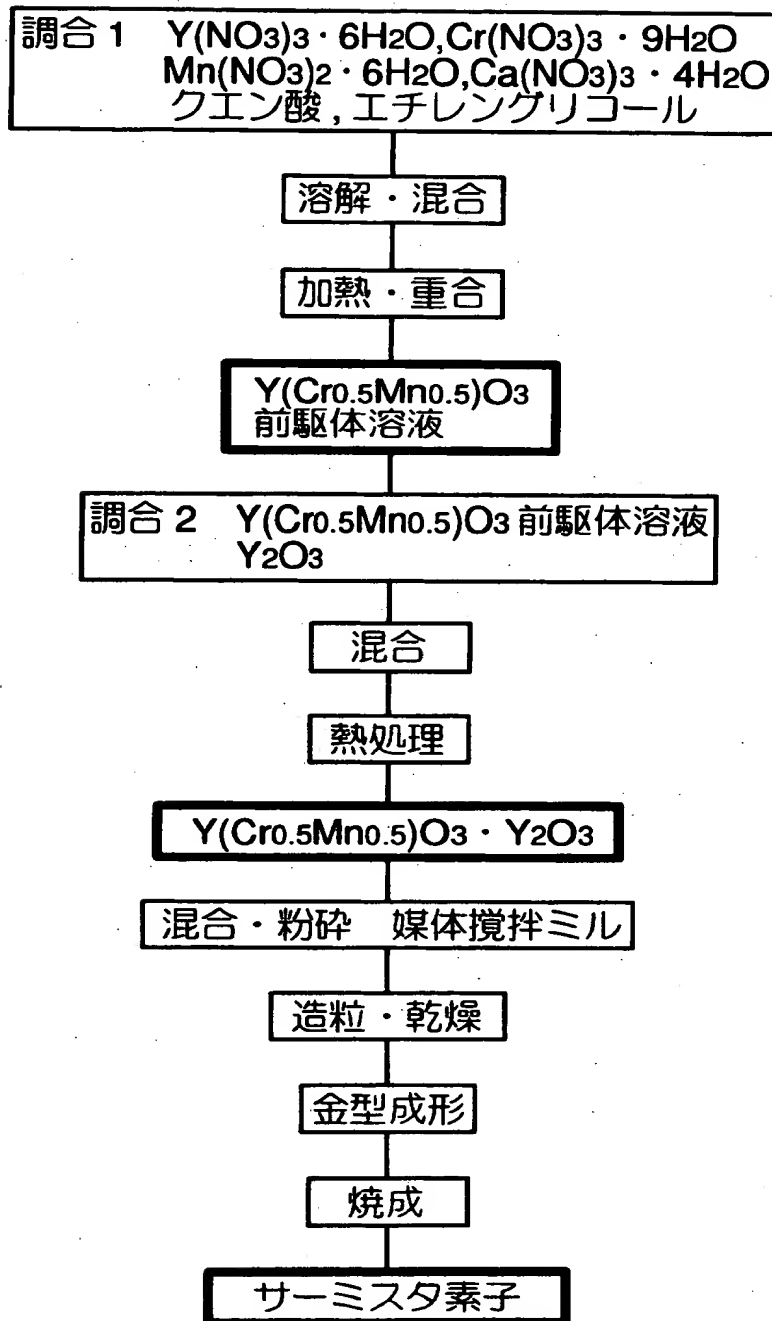 調合1 Y(NO3)3・6H2O,Cr(NO3)3・9H2O
Mn(NO3)2・6H2O,Ca(NO3)3・4H2O
クエン酸,エチレングリコール
溶解・混合
加熱・重合
Y(Cr0.5Mn0.5)O3
前駆体溶液
調合2 Y(Cr0.5Mn0.5)O3前駆体溶液
Y2O3
混合
熱処理
Y(Cr0.5Mn0.5)O3・Y2O3
混合・粉砕 媒体撹拌ミル
造粒・乾燥
金型成形
焼成
サーミスタ素子